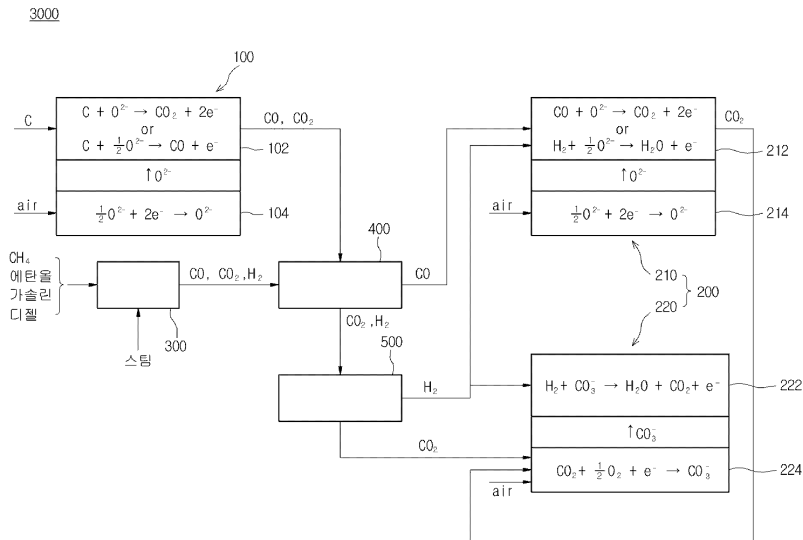 3000
100
C
C + O²⁻ → CO₂ + 2e⁻
or
C + ½O²⁻ → CO + e⁻
102
↑O²⁻
air
½O²⁻ + 2e⁻ → O²⁻
104
CO, CO₂
CO + O²⁻ → CO₂ + 2e⁻
or
H₂+ ½O²⁻ → H₂O + e⁻
212
CO₂
↑O²⁻
air
½O²⁻ + 2e⁻ → O²⁻
214
CH₄
에탄올
가솔린
디젤
스팀
300
CO, CO₂,H₂
400
CO
CO₂,H₂
500
H₂
CO₂
210
220
200
H₂+ CO₃⁻ → H₂O + CO₂+ e⁻
222
↑CO₃⁻
CO₂+ ½O₂ + e⁻ → CO₃⁻
224
air